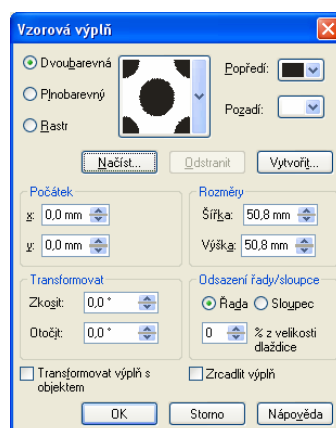 Vzorová výplň
Dvoubarevná
Popředí:
Plnobarevný
Pozadí:
Rastr
Načíst... Odstranit Vytvořit...
Počátek
x: 0,0 mm
y: 0,0 mm
Rozměry
Šířka: 50,8 mm
Výška: 50,8 mm
Transformovat
Zkosit: 0,0 °
Otočit: 0,0 °
Odsazení řady/sloupce
Řada Sloupec
0 % z velikosti
dlaždice
Transformovat výplň s
objektem
Zrcadlit výplň
OK Storno Nápověda